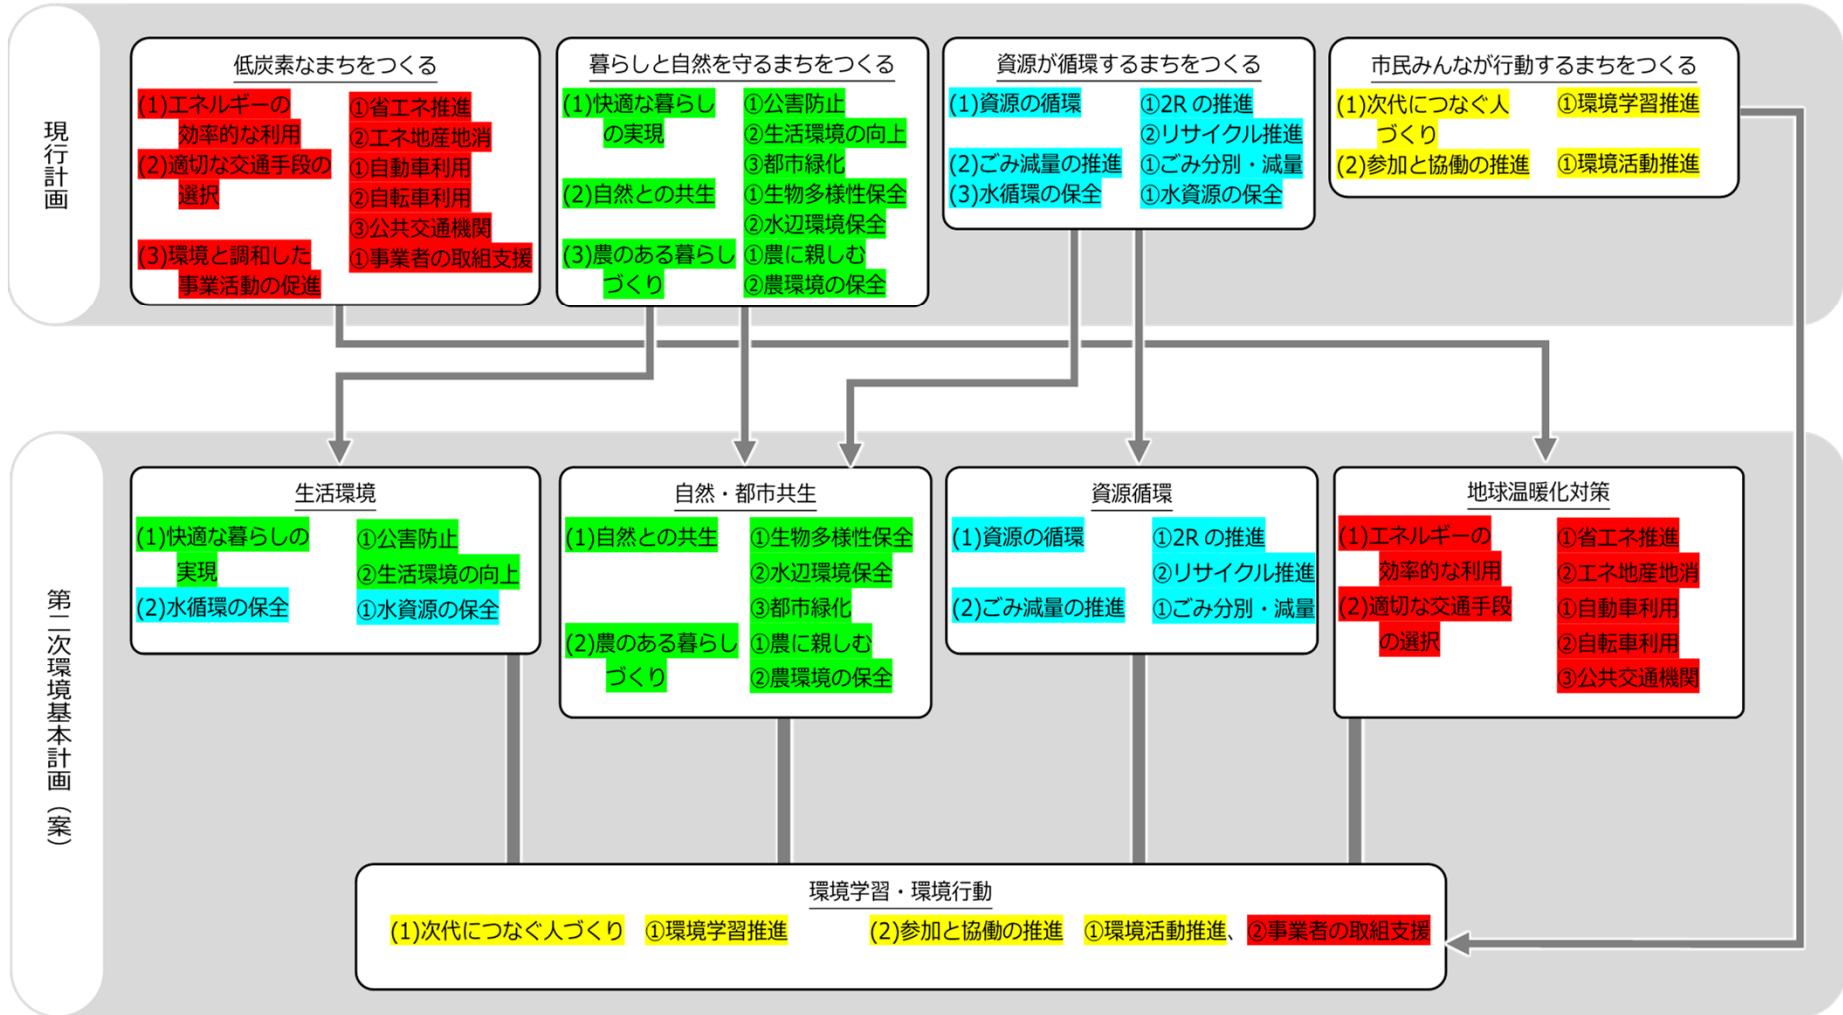 現行計画
低炭素なまちをつくる
(1)エネルギーの
効率的な利用
(2)適切な交通手段の
選択
(3)環境と調和した
事業活動の促進
①省エネ推進
②エネ地産地消
①自動車利用
②自転車利用
③公共交通機関
①事業者の取組支援
暮らしと自然を守るまちをつくる
(1)快適な暮らし
の実現
(2)自然との共生
(3)農のある暮らし
づくり
①公害防止
②生活環境の向上
③都市緑化
①生物多様性保全
②水辺環境保全
①農に親しむ
②農環境の保全
資源が循環するまちをつくる
(1)資源の循環
(2)ごみ減量の推進
(3)水循環の保全
①2Rの推進
②リサイクル推進
①ごみ分別・減量
①水資源の保全
市民みんなが行動するまちをつくる
(1)次代につなぐ人
づくり
(2)参加と協働の推進
①環境学習推進
①環境活動推進
第二次環境基本計画（案）
生活環境
(1)快適な暮らしの
実現
(2)水循環の保全
①公害防止
②生活環境の向上
①水資源の保全
自然・都市共生
(1)自然との共生
(2)農のある暮らし
づくり
①生物多様性保全
②水辺環境保全
③都市緑化
①農に親しむ
②農環境の保全
資源循環
(1)資源の循環
(2)ごみ減量の推進
①2Rの推進
②リサイクル推進
①ごみ分別・減量
地球温暖化対策
(1)エネルギーの
効率的な利用
(2)適切な交通手段
の選択
①省エネ推進
②エネ地産地消
①自動車利用
②自転車利用
③公共交通機関
環境学習・環境行動
(1)次代につなぐ人づくり ①環境学習推進 (2)参加と協働の推進 ①環境活動推進、②事業者の取組支援